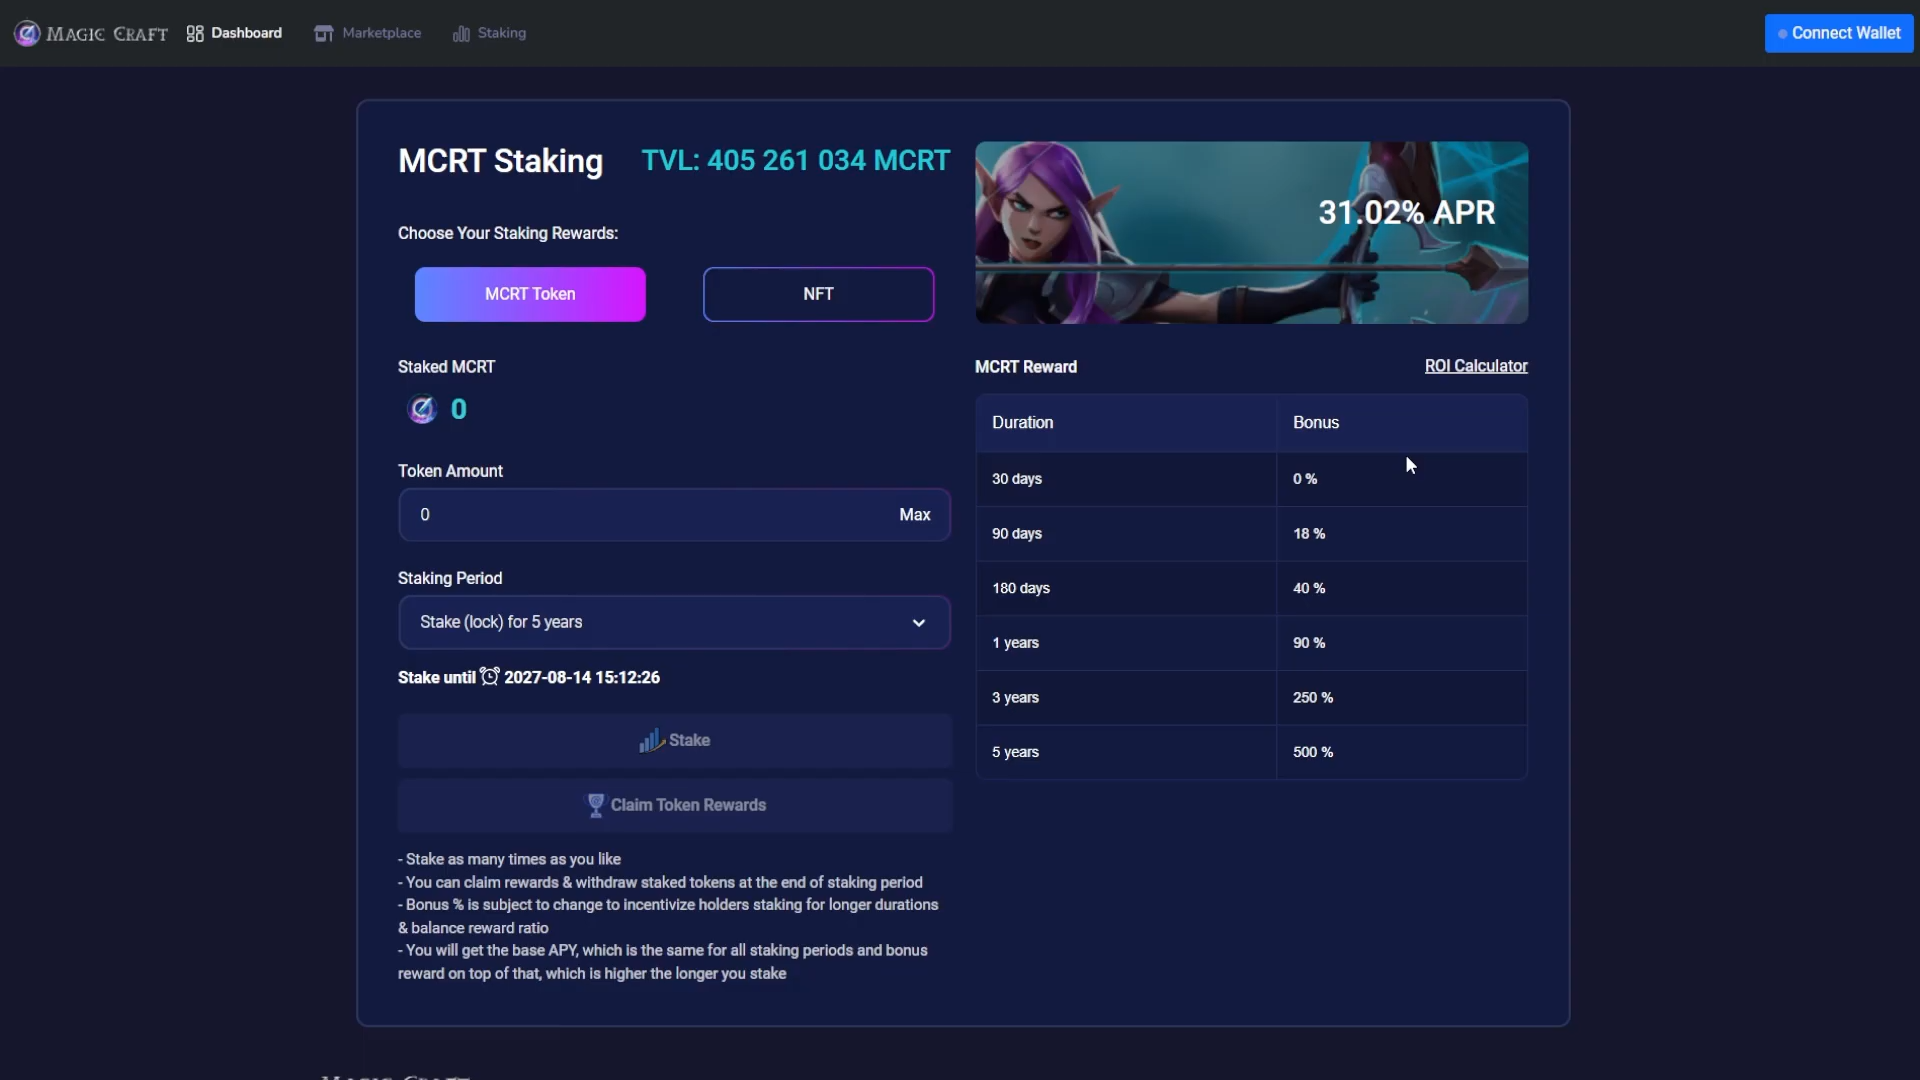 MAGIC CRAFT
Dashboard
Marketplace
Staking
Connect Wallet
MCRT Staking
TVL: 405 261 034 MCRT
31.02% APR
Choose Your Staking Rewards:
MCRT Token
NFT
Staked MCRT
0
Token Amount
0
Max
Staking Period
Stake (lock) for 5 years
Stake until 2027-08-14 15:12:26
Stake
Claim Token Rewards
- Stake as many times as you like
- You can claim rewards & withdraw staked tokens at the end of staking period
- Bonus % is subject to change to incentivize holders staking for longer durations
& balance reward ratio
- You will get the base APY, which is the same for all staking periods and bonus
reward on top of that, which is higher the longer you stake
MCRT Reward
ROI Calculator
Duration Bonus
30 days 0 %
90 days 18 %
180 days 40 %
1 years 90 %
3 years 250 %
5 years 500 %